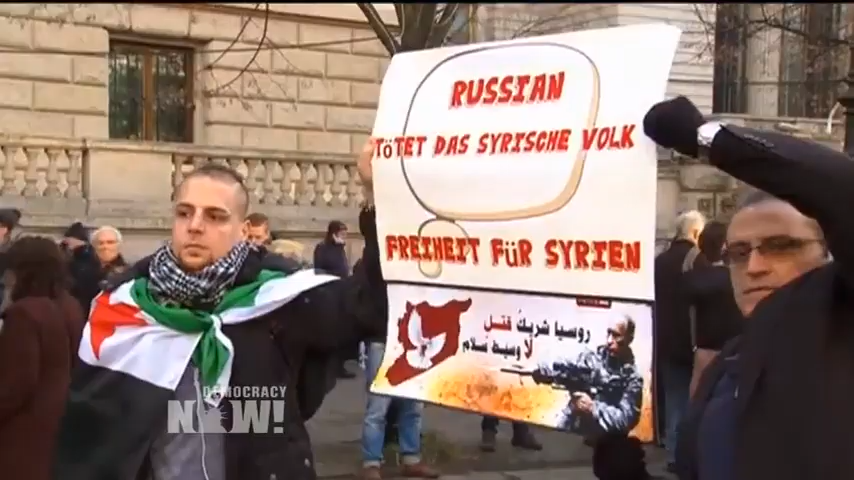 RUSSIAN
TÖTET DAS SYRISCHE VOLK
FREIHEIT FÜR SYRIEN
روسيا شريك قتل
لا وسيط سلام
DEMOCRACY
NOW!